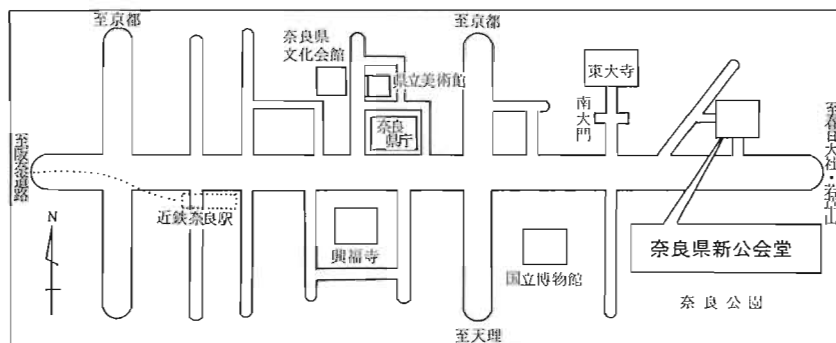 至京都
奈良県
文化会館
至京都
県立美術館
東大寺
南大門
奈良
県庁
至阪奈道路
至春日大社・若草山
近鉄奈良駅
N
興福寺
国立博物館
奈良県新公会堂
奈良公園
至天理